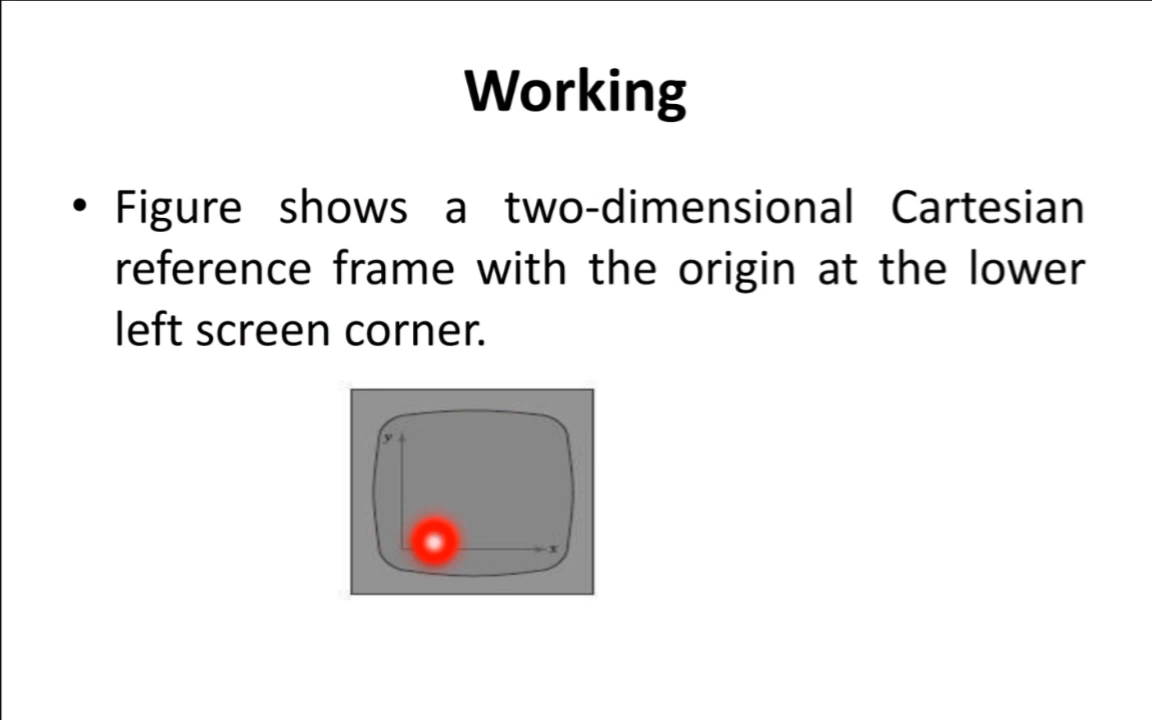 Working
• Figure shows a two-dimensional Cartesian
reference frame with the origin at the lower
left screen corner.
y
x